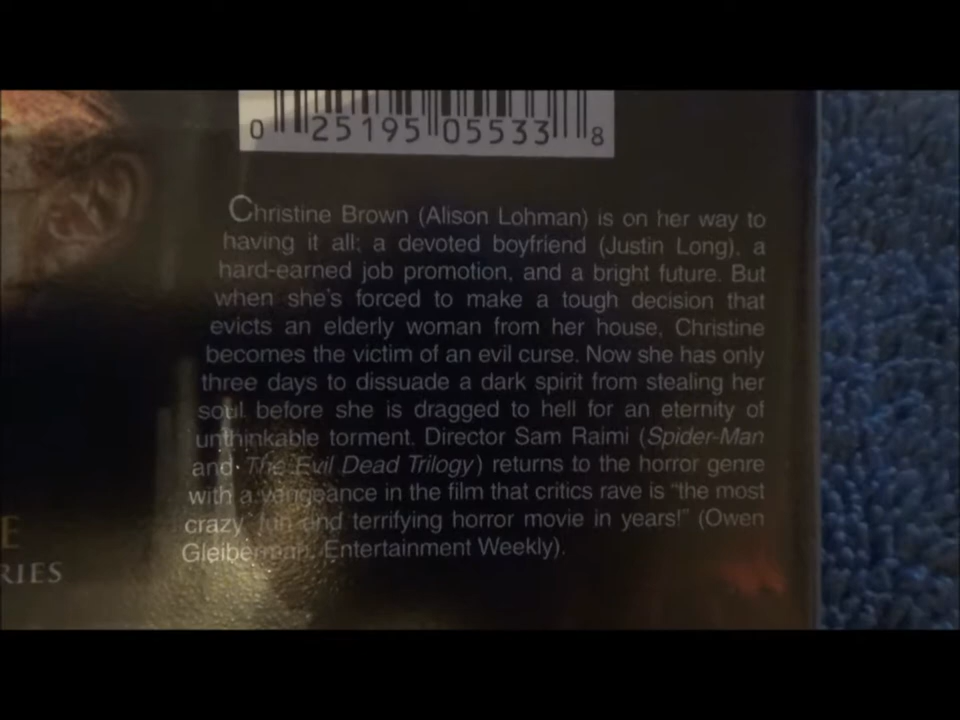 0 25195 05533 8
Christine Brown (Alison Lohman) is on her way to
having it all: a devoted boyfriend (Justin Long), a
hard-earned job promotion, and a bright future. But
when she's forced to make a tough decision that
evicts an elderly woman from her house, Christine
becomes the victim of an evil curse. Now she has only
three days to dissuade a dark spirit from stealing her
soul before she is dragged to hell for an eternity of
unthinkable torment. Director Sam Raimi (Spider-Man
and The Evil Dead Trilogy) returns to the horror genre
with a vengeance in the film that critics rave is "the most
crazy, fun and terrifying horror movie in years!" (Owen
Gleiberman, Entertainment Weekly).
E
RIES